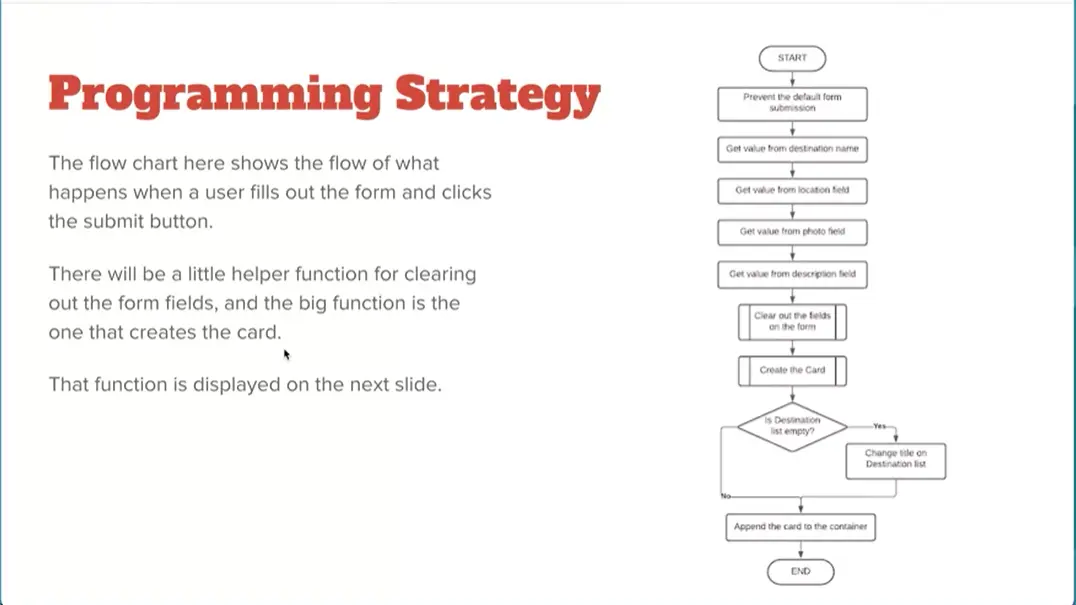 Programming Strategy
The flow chart here shows the flow of what
happens when a user fills out the form and clicks
the submit button.
There will be a little helper function for clearing
out the form fields, and the big function is the
one that creates the card.
That function is displayed on the next slide.
START
Prevent the default form
submission
Get value from destination name
Get value from location field
Get value from photo field
Get value from description field
Clear out the fields
on the form
Create the Card
Is Destination
list empty?
Yes
Change title on
Destination list
No
Append the card to the container
END